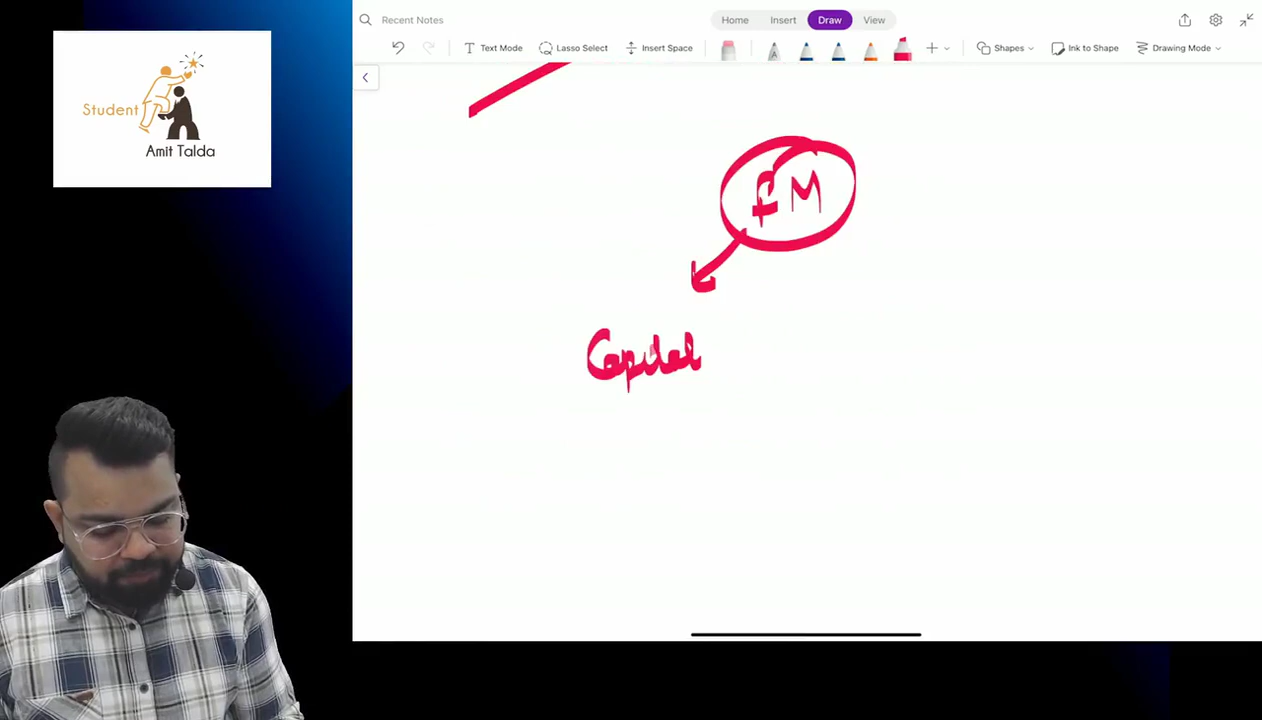 Recent Notes
Home Insert Draw View
Text Mode Lasso Select Insert Space Shapes Ink to Shape Drawing Mode
Student
Amit Talda
FM
Capital